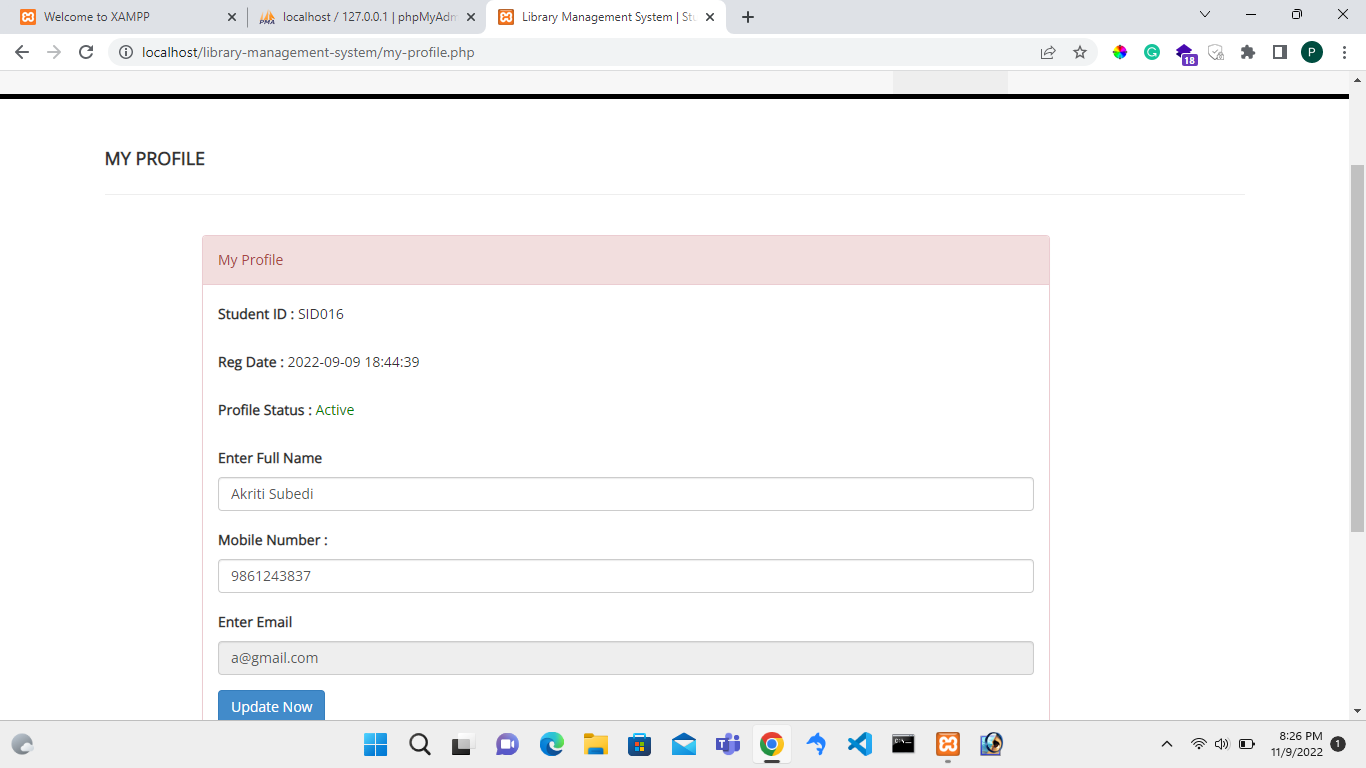 Welcome to XAMPP
localhost / 127.0.0.1 | phpMyAdm
Library Management System | Stu
localhost/library-management-system/my-profile.php
18
P
MY PROFILE
My Profile
Student ID : SID016
Reg Date : 2022-09-09 18:44:39
Profile Status : Active
Enter Full Name
Akriti Subedi
Mobile Number :
9861243837
Enter Email
a@gmail.com
Update Now
8:26 PM
11/9/2022
1